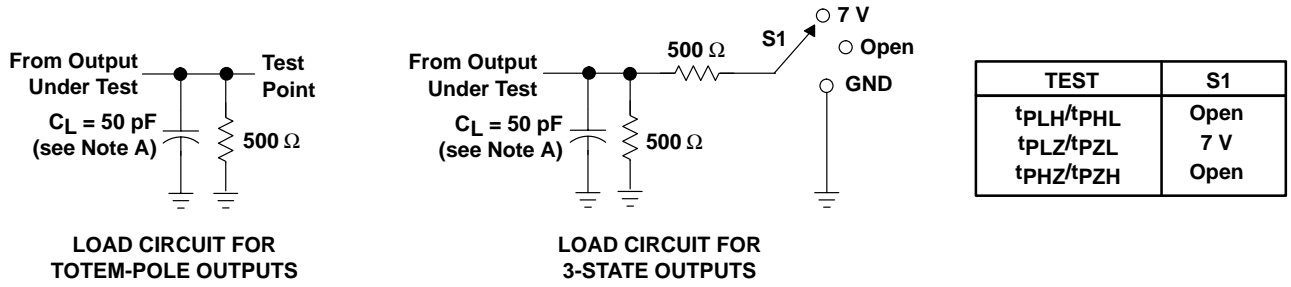 From Output
Under Test
Test
Point
CL = 50 pF
(see Note A)
500 Ω
LOAD CIRCUIT FOR
TOTEM-POLE OUTPUTS
From Output
Under Test
500 Ω
S1
7 V
Open
GND
CL = 50 pF
(see Note A)
500 Ω
LOAD CIRCUIT FOR
3-STATE OUTPUTS
TEST S1
tPLH/tPHL Open
tPLZ/tPZL 7 V
tPHZ/tPZH Open